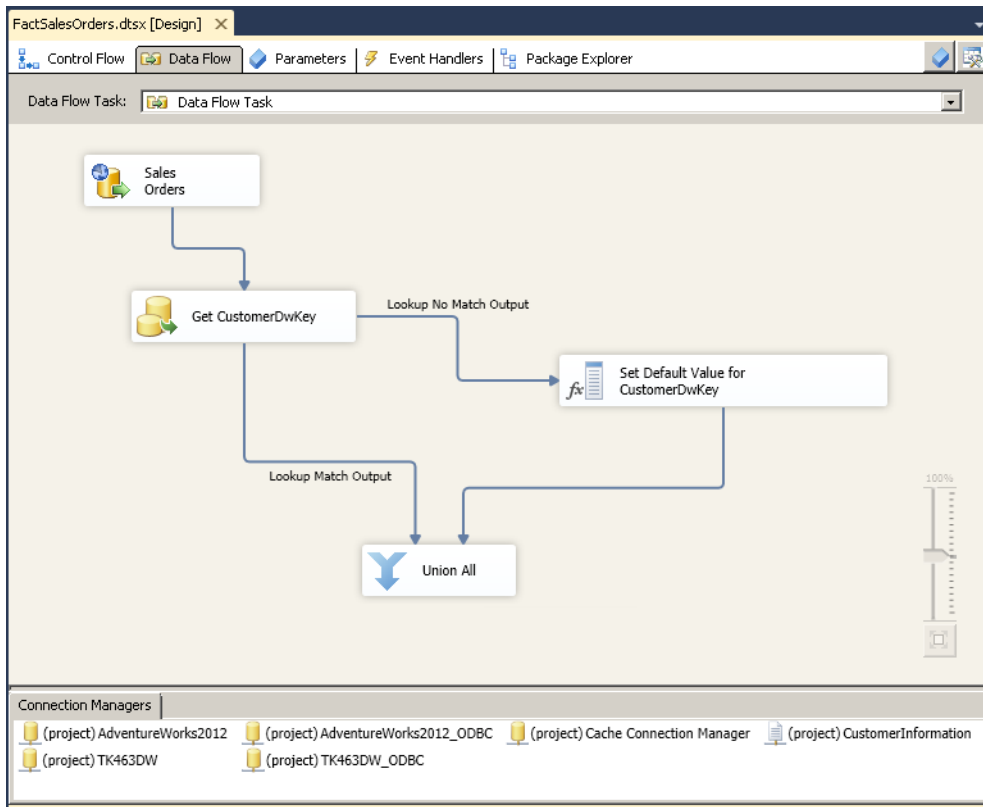 FactSalesOrders.dtsx [Design]
Control Flow Data Flow Parameters Event Handlers Package Explorer
Data Flow Task: Data Flow Task
Sales
Orders
Get CustomerDwKey
Lookup No Match Output
Set Default Value for
CustomerDwKey
fx
Lookup Match Output
100%
Union All
Connection Managers
(project) AdventureWorks2012 (project) AdventureWorks2012_ODBC (project) Cache Connection Manager (project) CustomerInformation
(project) TK463DW (project) TK463DW_ODBC